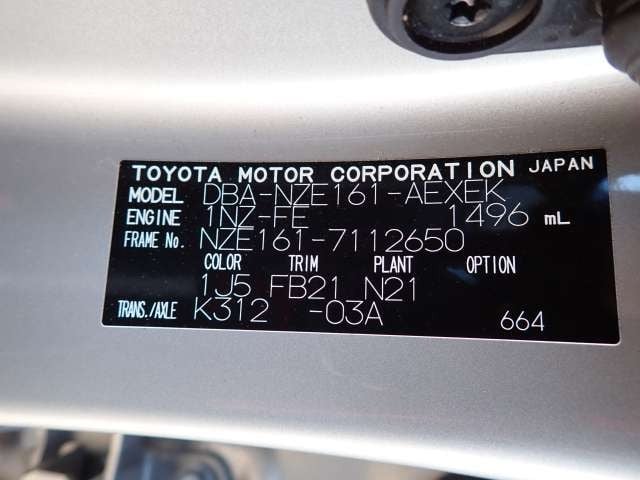 TOYOTA MOTOR CORPORATION JAPAN
MODEL DBA-NZE161-AEXEK
ENGINE 1NZ-FE 1496 mL
FRAME No. NZE161-7112650
COLOR TRIM PLANT OPTION
1J5 FB21 N21
TRANS./AXLE K312 -03A 664